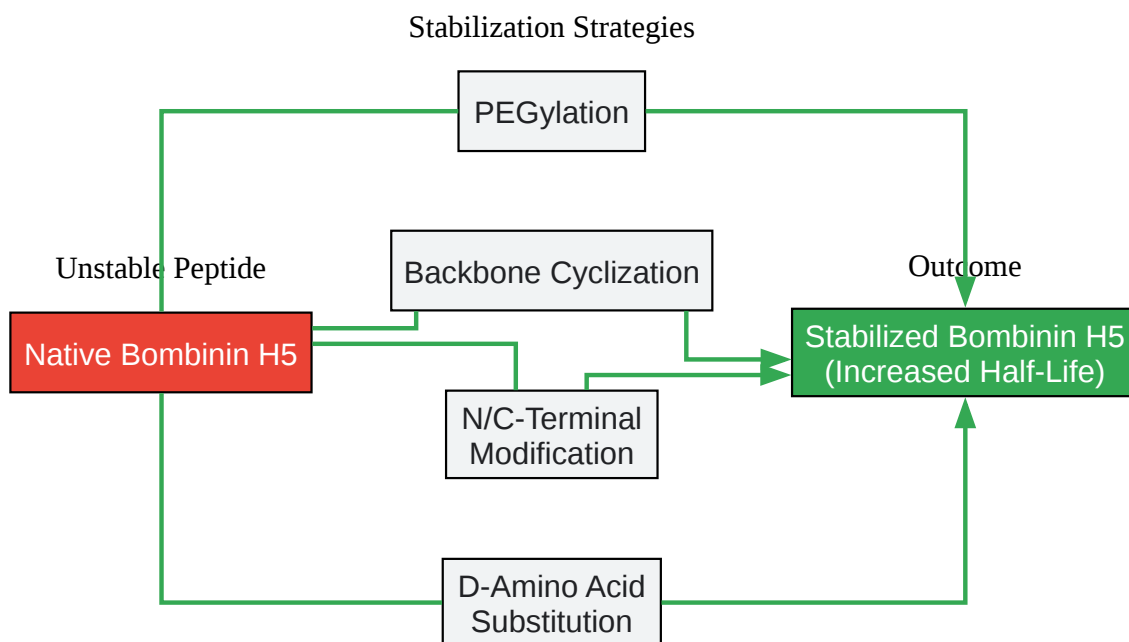 Stabilization Strategies
PEGylation
Backbone Cyclization
Unstable Peptide
Outcome
Native Bombinin H5
Stabilized Bombinin H5
(Increased Half-Life)
N/C-Terminal
Modification
D-Amino Acid
Substitution